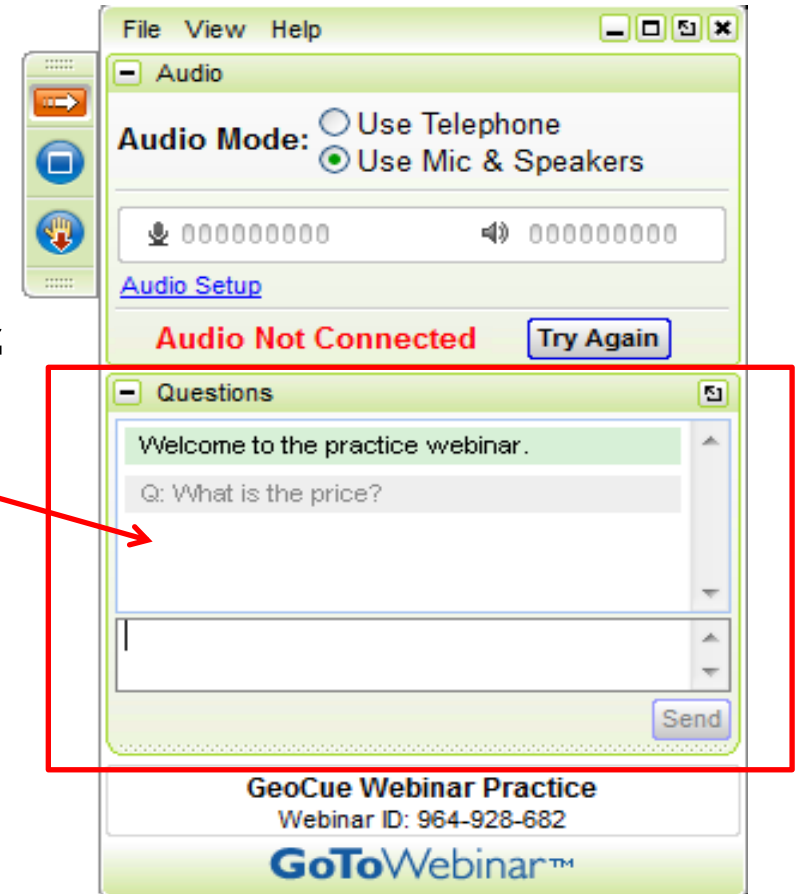 File View Help
Audio
Audio Mode:
Use Telephone
Use Mic & Speakers
000000000 000000000
Audio Setup
Audio Not Connected Try Again
Questions
Welcome to the practice webinar.
Q: What is the price?
Send
GeoCue Webinar Practice
Webinar ID: 964-928-682
GoToWebinar™